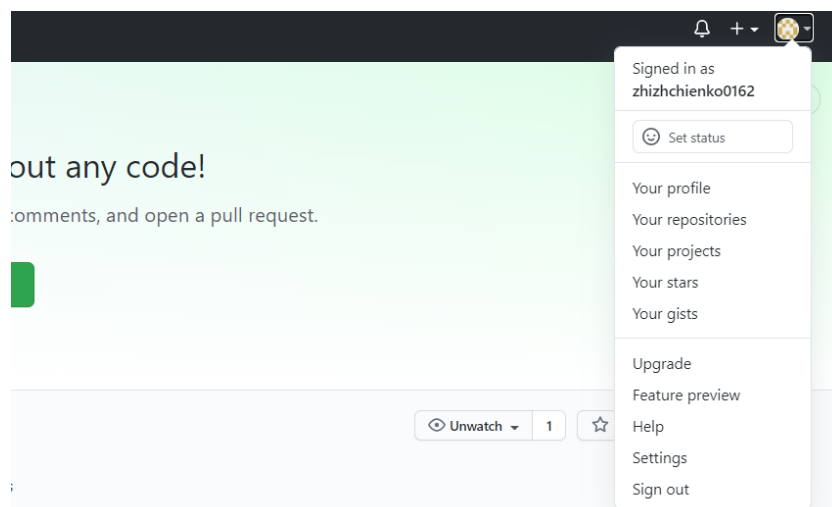 Signed in as
zhizhchienko0162
Set status
out any code!
comments, and open a pull request.
Your profile
Your repositories
Your projects
Your stars
Your gists
Upgrade
Feature preview
Unwatch 1
Help
Settings
Sign out